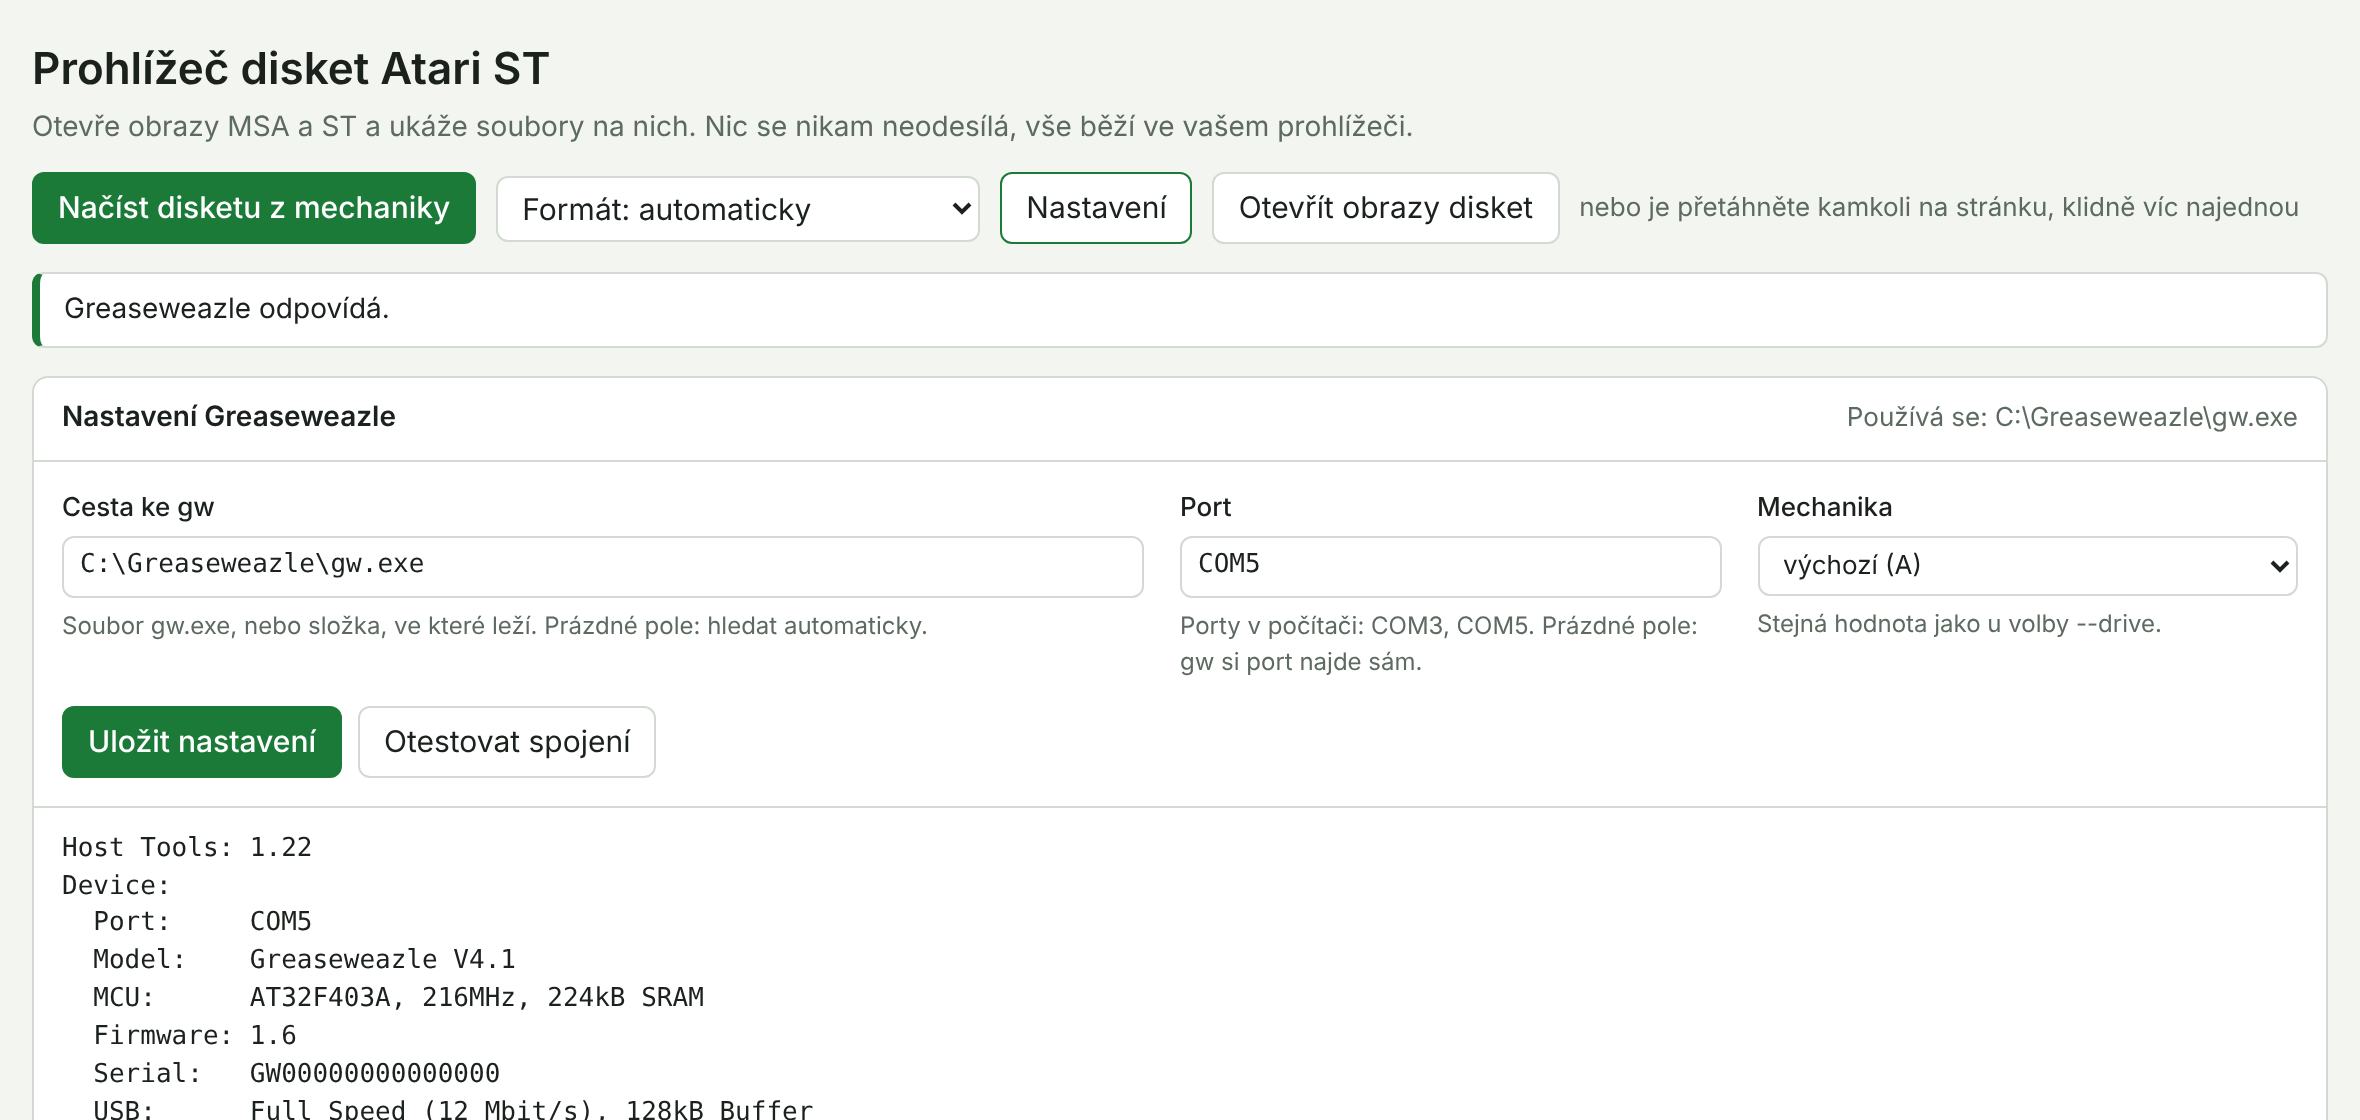 Prohlížeč disket Atari ST
Otevře obrazy MSA a ST a ukáže soubory na nich. Nic se nikam neodesílá, vše běží ve vašem prohlížeči.
Načíst disketu z mechaniky
Formát: automaticky
Nastavení
Otevřít obrazy disket
nebo je přetáhněte kamkoli na stránku, klidně víc najednou
Greaseweazle odpovídá.
Nastavení Greaseweazle
Používá se: C:\Greaseweazle\gw.exe
Cesta ke gw
C:\Greaseweazle\gw.exe
Soubor gw.exe, nebo složka, ve které leží. Prázdné pole: hledat automaticky.
Port
COM5
Porty v počítači: COM3, COM5. Prázdné pole:
gw si port najde sám.
Mechanika
výchozí (A)
Stejná hodnota jako u volby --drive.
Uložit nastavení
Otestovat spojení
Host Tools: 1.22
Device:
  Port:     COM5
  Model:    Greaseweazle V4.1
  MCU:      AT32F403A, 216MHz, 224kB SRAM
  Firmware: 1.6
  Serial:   GW00000000000000
  USB:      Full Speed (12 Mbit/s), 128kB Buffer